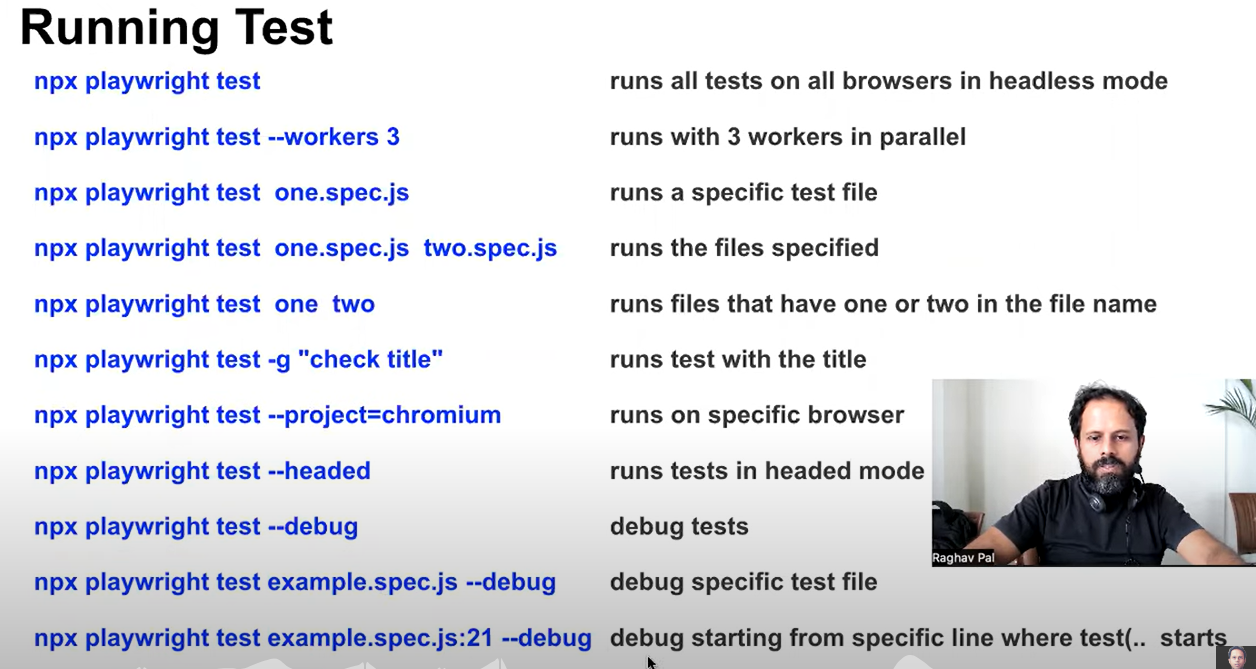 Running Test
npx playwright test runs all tests on all browsers in headless mode
npx playwright test --workers 3 runs with 3 workers in parallel
npx playwright test one.spec.js runs a specific test file
npx playwright test one.spec.js two.spec.js runs the files specified
npx playwright test one two runs files that have one or two in the file name
npx playwright test -g "check title" runs test with the title
npx playwright test --project=chromium runs on specific browser
npx playwright test --headed runs tests in headed mode
npx playwright test --debug debug tests
Raghav Pal
npx playwright test example.spec.js --debug debug specific test file
npx playwright test example.spec.js:21 --debug debug starting from specific line where test(.. starts